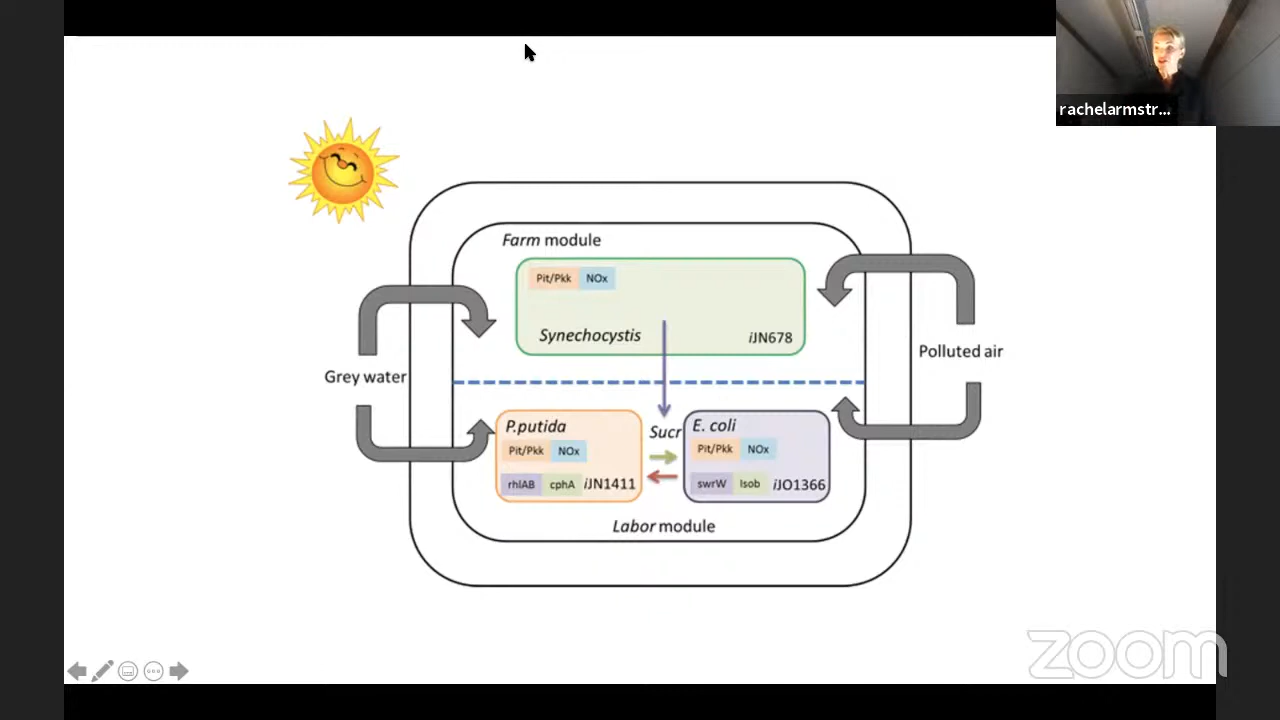 rachelarmstr...
Farm module
Pit/Pkk NOx
Synechocystis
iJN678
Grey water
Polluted air
P.putida
Pit/Pkk NOx
rhlAB cphA iJN1411
Sucr
E. coli
Pit/Pkk NOx
swrW Isob iJO1366
Labor module
zoom